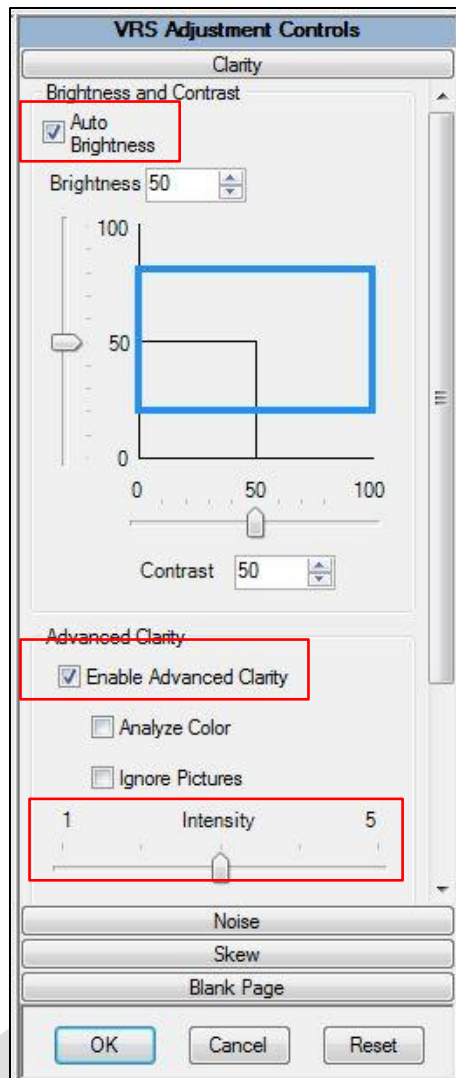 VRS Adjustment Controls
Clarity
Brightness and Contrast
Auto
Brightness
Brightness 50
100
50
0
0 50 100
Contrast 50
Advanced Clarity
Enable Advanced Clarity
Analyze Color
Ignore Pictures
1 Intensity 5
Noise
Skew
Blank Page
OK Cancel Reset